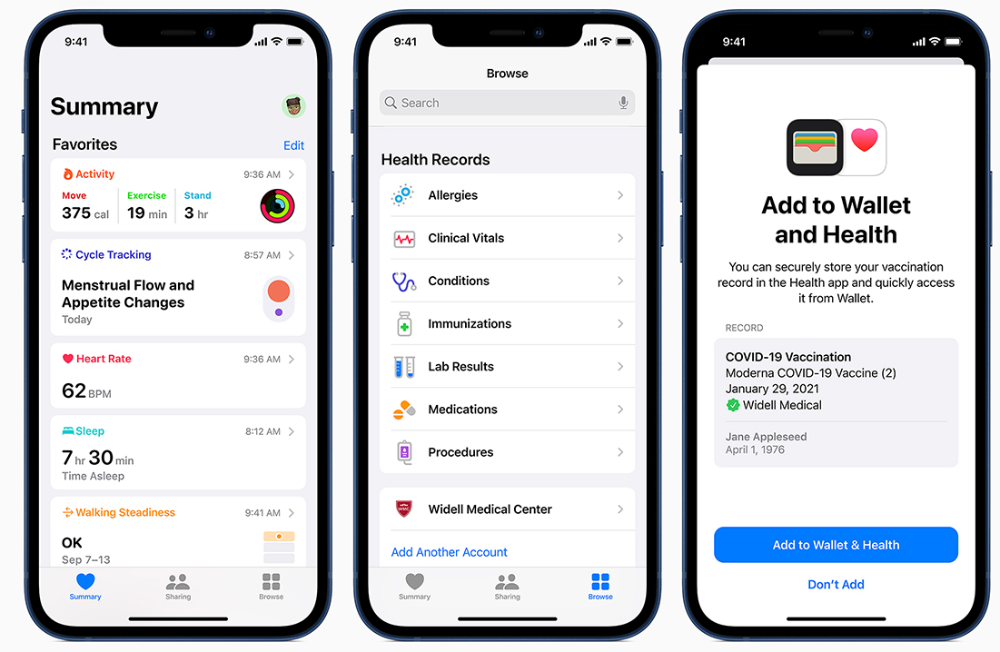 9:41
Summary
Favorites
Edit
Activity
9:36 AM
Move
Exercise
Stand
375 cal
19 min
3 hr
Cycle Tracking
8:57 AM
Menstrual Flow and
Appetite Changes
Today
Heart Rate
9:36 AM
62 BPM
Sleep
8:12 AM
7 hr 30 min
Time Asleep
Walking Steadiness
9:41 AM
OK
Sep 7–13
Summary
Sharing
Browse
9:41
Browse
Search
Health Records
Allergies
Clinical Vitals
Conditions
Immunizations
Lab Results
Medications
Procedures
WMC
Widell Medical Center
Add Another Account
Summary
Sharing
Browse
9:41
Add to Wallet
and Health
You can securely store your vaccination
record in the Health app and quickly access
it from Wallet.
RECORD
COVID-19 Vaccination
Moderna COVID-19 Vaccine (2)
January 29, 2021
Widell Medical
Jane Appleseed
April 1, 1976
Add to Wallet & Health
Don't Add